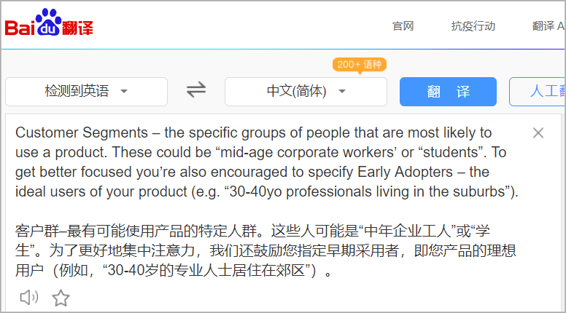 Bai du 翻译
官网
抗疫行动
翻译 A
200+ 语种
检测到英语
中文(简体)
翻 译
人工
Customer Segments – the specific groups of people that are most likely to
use a product. These could be “mid-age corporate workers’ or “students”. To
get better focused you’re also encouraged to specify Early Adopters – the
ideal users of your product (e.g. “30-40yo professionals living in the suburbs”).
客户群–最有可能使用产品的特定人群。这些人可能是“中年企业工人”或“学
生”。为了更好地集中注意力，我们还鼓励您指定早期采用者，即您产品的理想
用户（例如，“30-40岁的专业人士居住在郊区”）。